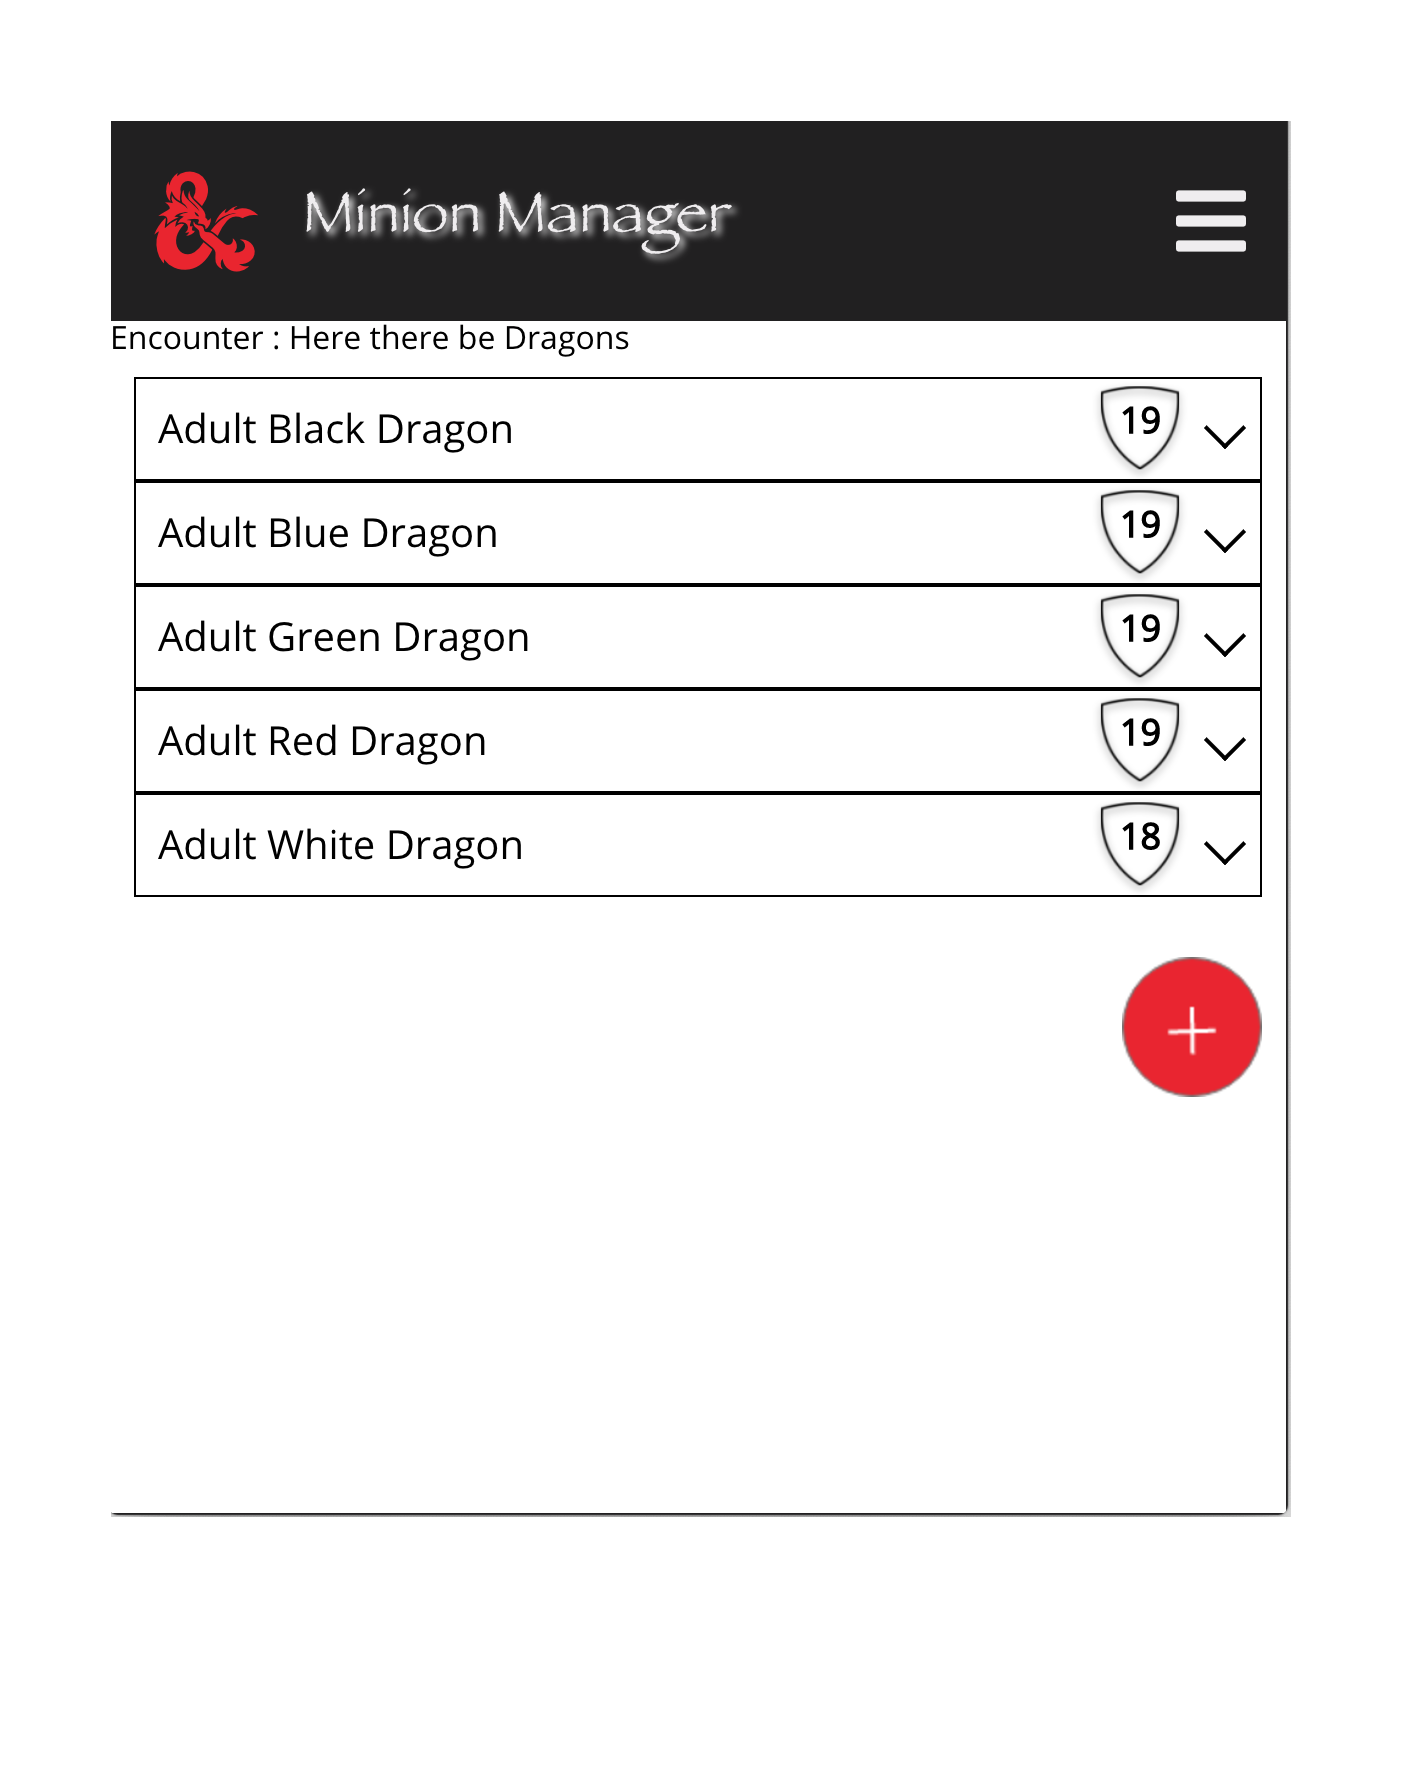 Minion Manager
Encounter : Here there be Dragons
Adult Black Dragon 19
Adult Blue Dragon 19
Adult Green Dragon 19
Adult Red Dragon 19
Adult White Dragon 18
+